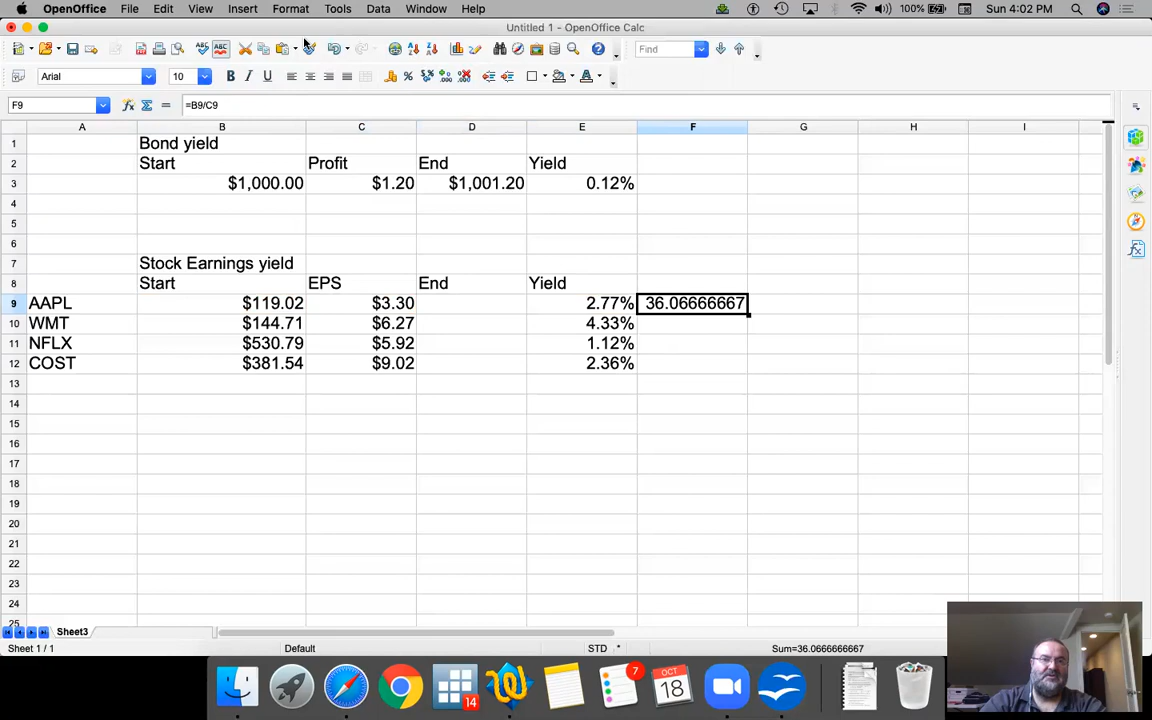 OpenOffice File Edit View Insert Format Tools Data Window Help 100% Sun 4:02 PM
Untitled 1 - OpenOffice Calc
Find
Arial 10
F9 =B9/C9
A B C D E F G H I
1 Bond yield
2 Start Profit End Yield
3 $1,000.00 $1.20 $1,001.20 0.12%
4
5
6
7 Stock Earnings yield
8 Start EPS End Yield
9 AAPL $119.02 $3.30 2.77% 36.06666667
10 WMT $144.71 $6.27 4.33%
11 NFLX $530.79 $5.92 1.12%
12 COST $381.54 $9.02 2.36%
13
14
15
16
17
18
19
20
21
22
23
24
25
Sheet3
Sheet 1 / 1 Default STD * Sum=36.0666666667
14 7 OCT 18